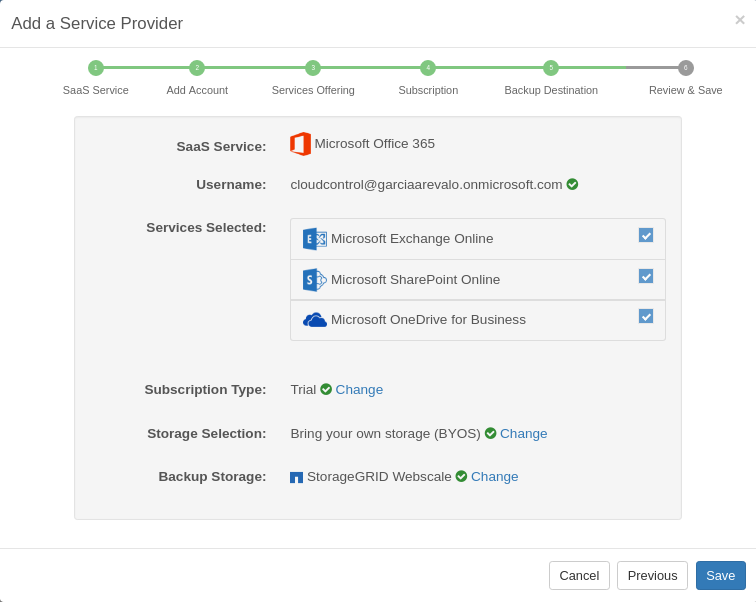 Add a Service Provider
×
1 2 3 4 5 6
SaaS Service Add Account Services Offering Subscription Backup Destination Review & Save
SaaS Service: Microsoft Office 365
Username: cloudcontrol@garciaarevalo.onmicrosoft.com
Services Selected:
E Microsoft Exchange Online
S Microsoft SharePoint Online
Microsoft OneDrive for Business
Subscription Type: Trial Change
Storage Selection: Bring your own storage (BYOS) Change
Backup Storage: StorageGRID Webscale Change
Cancel Previous Save